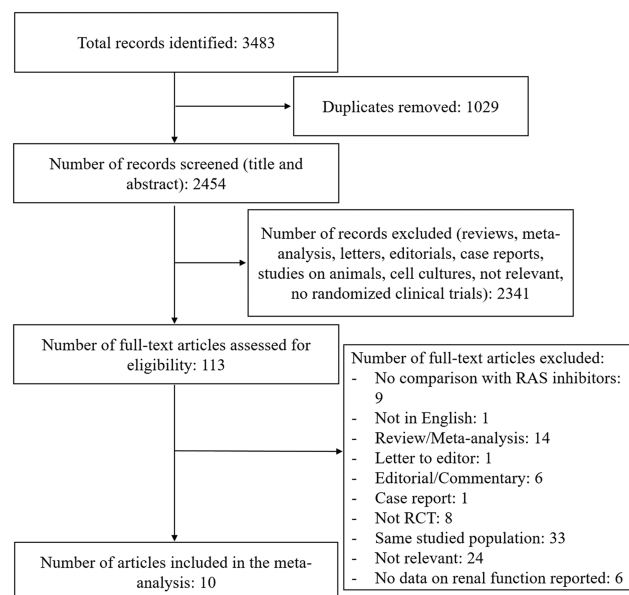 Total records identified: 3483
Duplicates removed: 1029
Number of records screened (title and
abstract): 2454
Number of records excluded (reviews, meta-
analysis, letters, editorials, case reports,
studies on animals, cell cultures, not relevant,
no randomized clinical trials): 2341
Number of full-text articles assessed for
eligibility: 113
Number of full-text articles excluded:
- No comparison with RAS inhibitors:
9
- Not in English: 1
- Review/Meta-analysis: 14
- Letter to editor: 1
- Editorial/Commentary: 6
- Case report: 1
- Not RCT: 8
- Same studied population: 33
- Not relevant: 24
- No data on renal function reported: 6
Number of articles included in the meta-
analysis: 10